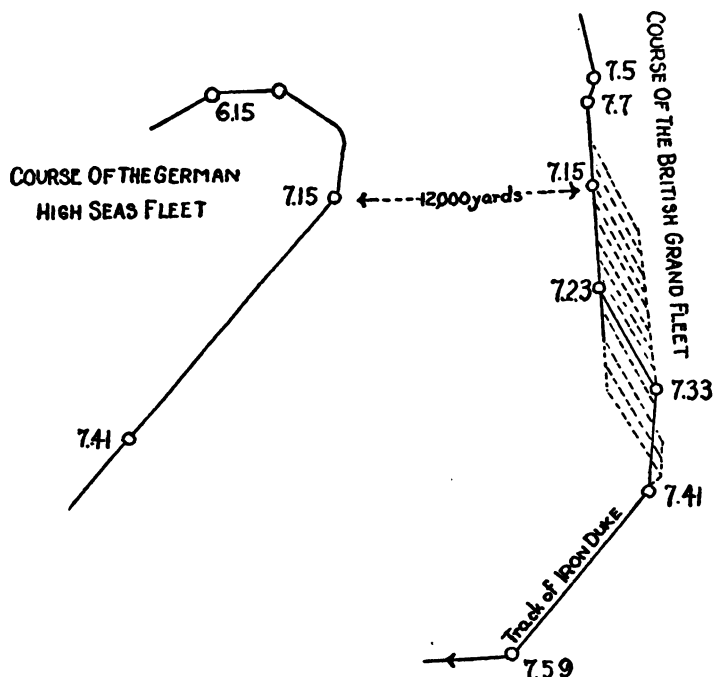 6.15
COURSE OF THE GERMAN
HIGH SEAS FLEET
7.15
12,000 yards
7.41
7.5
7.7
COURSE OF THE BRITISH GRAND FLEET
7.15
7.23
7.33
7.41
Track of IRON DUKE
7.59